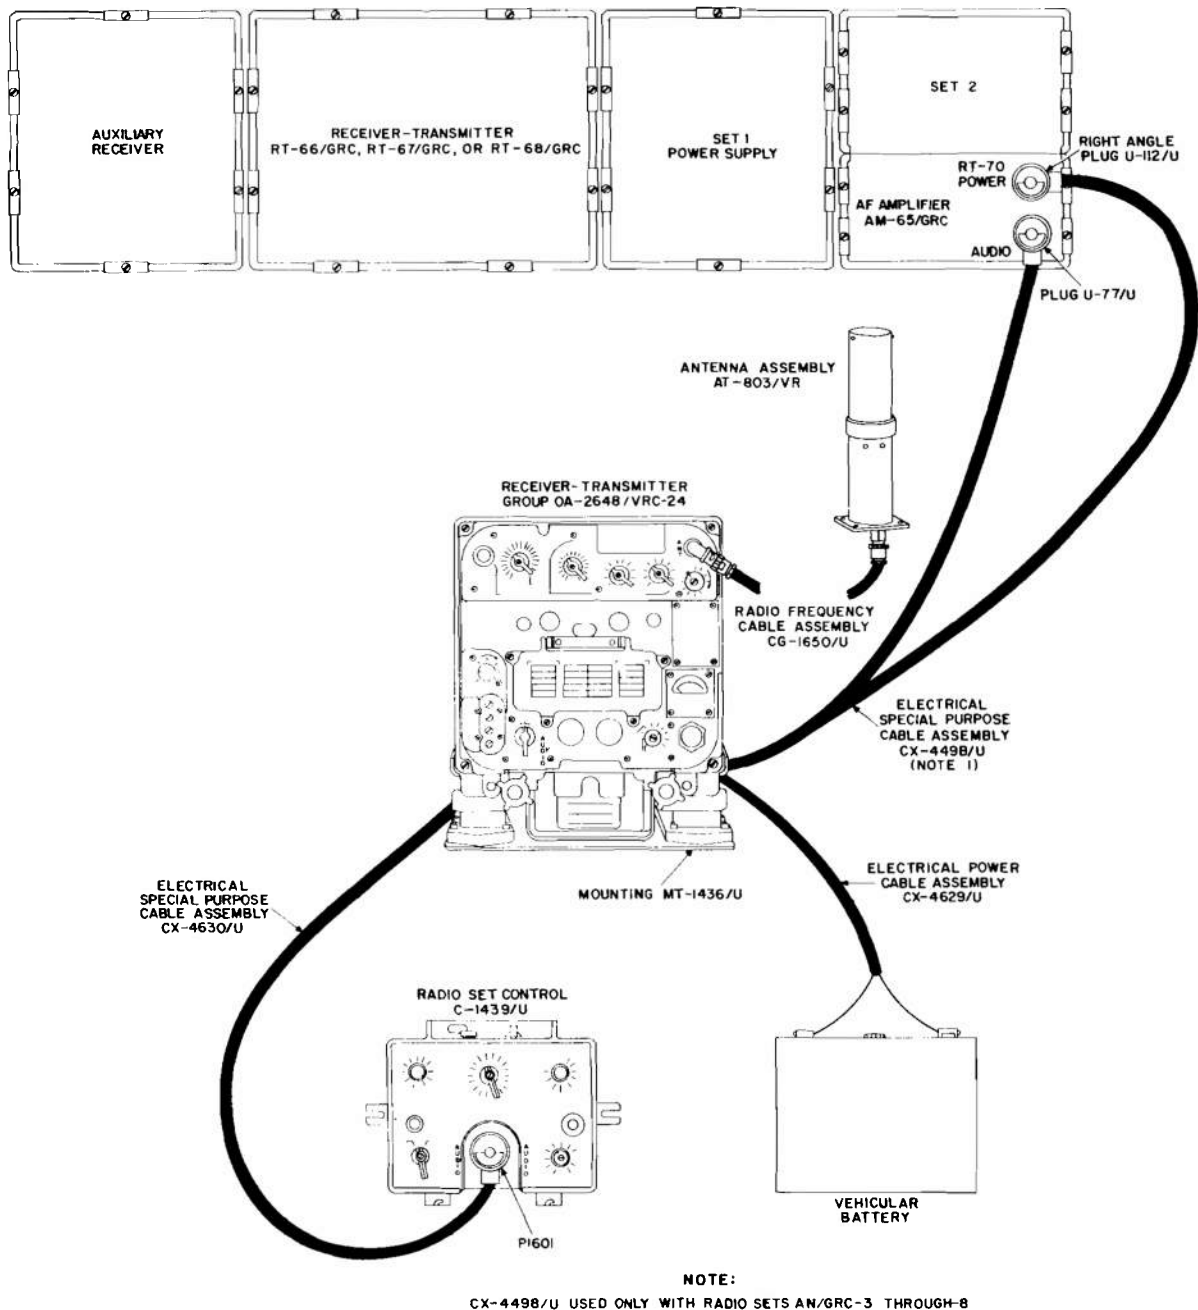 AUXILIARY
RECEIVER
RECEIVER-TRANSMITTER
RT-66/GRC, RT-67/GRC, OR RT-68/GRC
SET 1
POWER SUPPLY
SET 2
RT-70
POWER
RIGHT ANGLE
PLUG U-112/U
AF AMPLIFIER
AM-65/GRC
AUDIO
PLUG U-77/U
ANTENNA ASSEMBLY
AT-803/VR
RECEIVER-TRANSMITTER
GROUP OA-2648/VRC-24
ANT
RADIO FREQUENCY
CABLE ASSEMBLY
CG-1650/U
AUDIO
ELECTRICAL
SPECIAL PURPOSE
CABLE ASSEMBLY
CX-4498/U
(NOTE 1)
MOUNTING MT-1436/U
ELECTRICAL POWER
CABLE ASSEMBLY
CX-4629/U
ELECTRICAL
SPECIAL PURPOSE
CABLE ASSEMBLY
CX-4630/U
RADIO SET CONTROL
C-1439/U
AUDIO
AUDIO
P1601
VEHICULAR
BATTERY
NOTE:
CX-4498/U USED ONLY WITH RADIO SETS AN/GRC-3 THROUGH-8